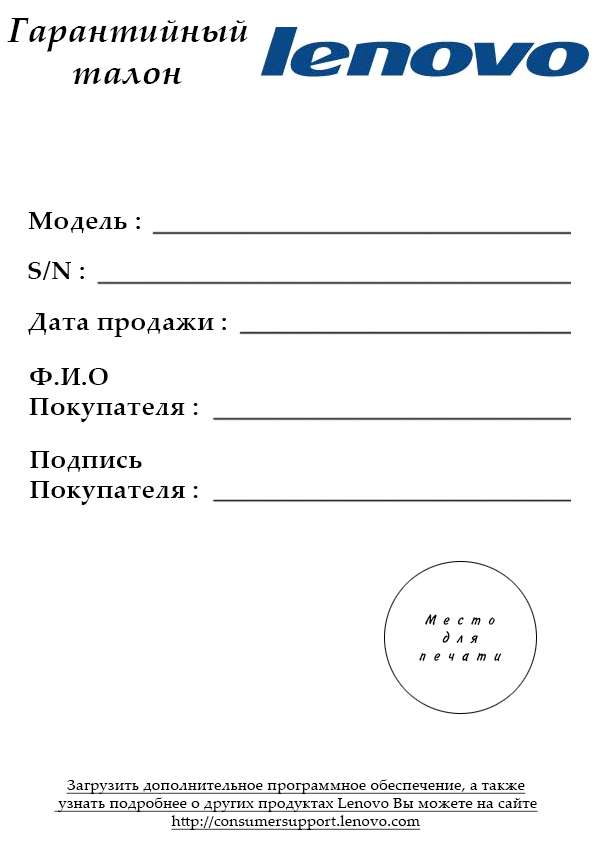 Гарантийный
талон
lenovo
Модель :
S/N :
Дата продажи :
Ф.И.О
Покупателя :
Подпись
Покупателя :
Место
для
печати
Загрузить дополнительное программное обеспечение, а также
узнать подробнее о других продуктах Lenovo Вы можете на сайте
http://consumersupport.lenovo.com